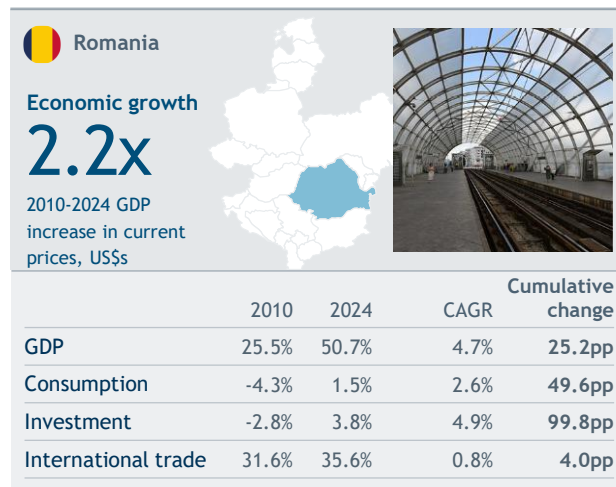 Romania
Economic growth
2.2x
2010-2024 GDP
increase in current
prices, US$s
2010 2024 CAGR Cumulative change
GDP 25.5% 50.7% 4.7% 25.2pp
Consumption -4.3% 1.5% 2.6% 49.6pp
Investment -2.8% 3.8% 4.9% 99.8pp
International trade 31.6% 35.6% 0.8% 4.0pp